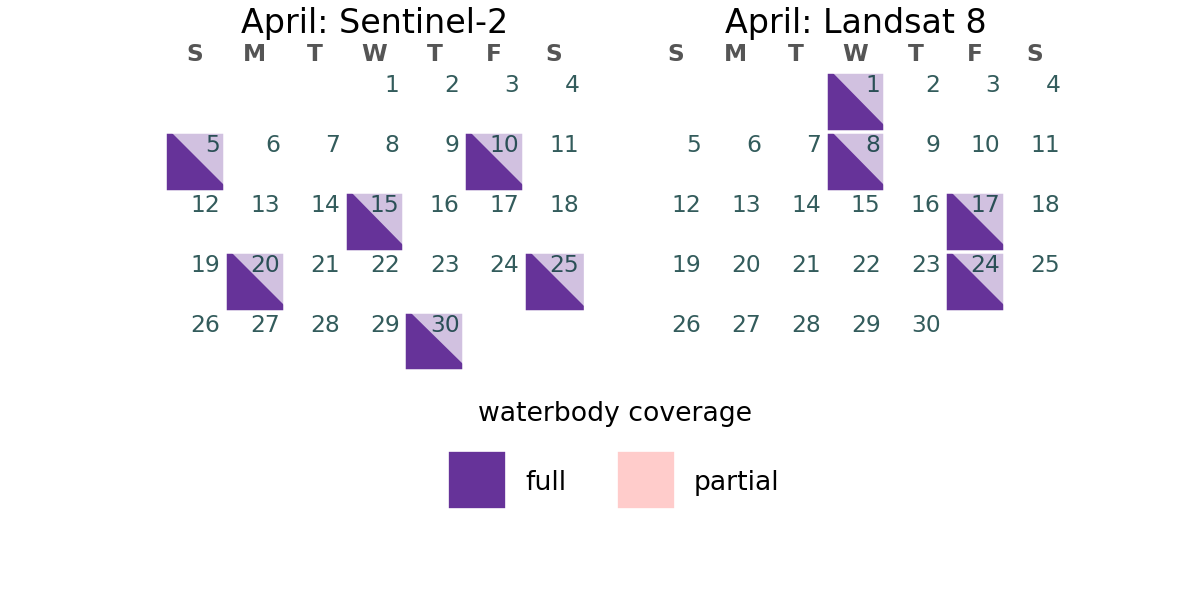 April: Sentinel-2
S M T W T F S
1 2 3 4
5 6 7 8 9 10 11
12 13 14 15 16 17 18
19 20 21 22 23 24 25
26 27 28 29 30
April: Landsat 8
S M T W T F S
1 2 3 4
5 6 7 8 9 10 11
12 13 14 15 16 17 18
19 20 21 22 23 24 25
26 27 28 29 30
waterbody coverage
full partial